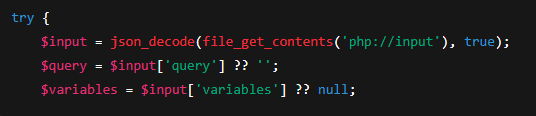 try {
    $input = json_decode(file_get_contents('php://input'), true);
    $query = $input['query'] ?? '';
    $variables = $input['variables'] ?? null;